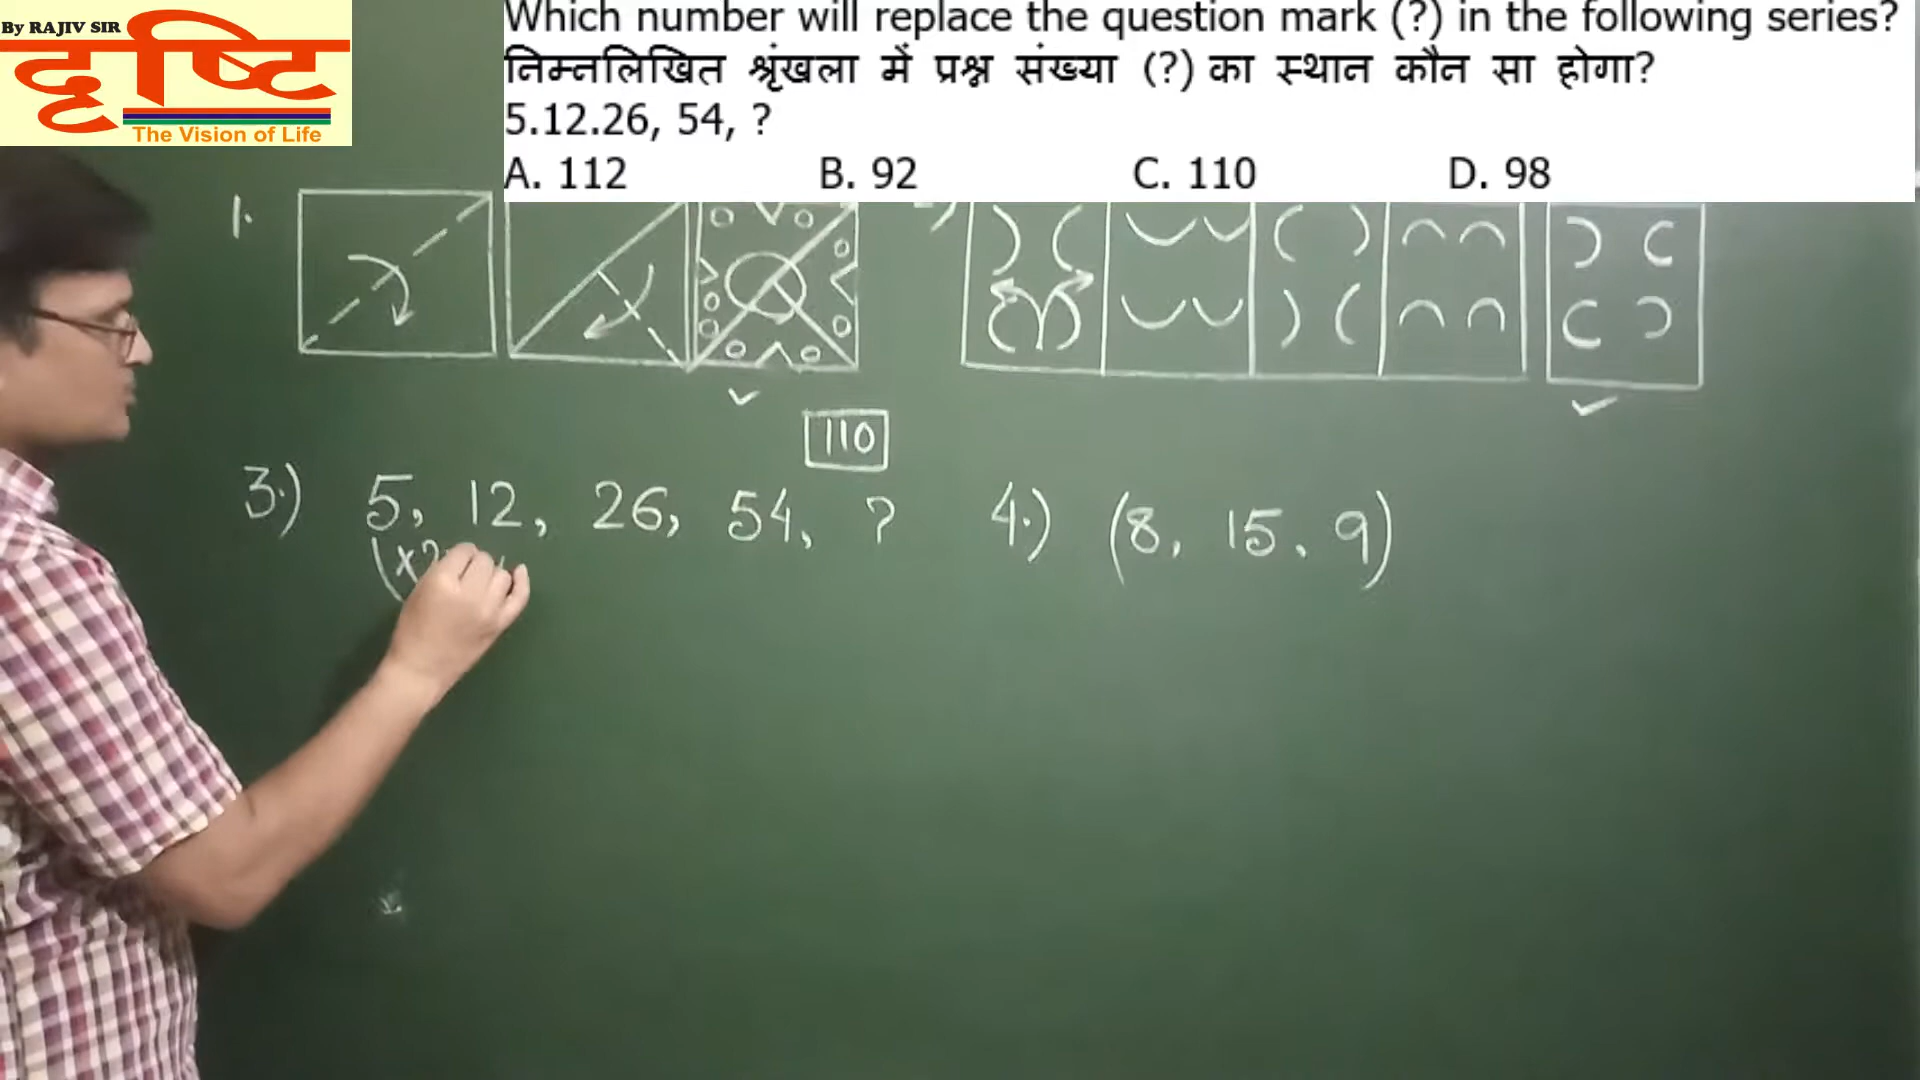 By RAJIV SIR
दृष्टि
The Vision of Life
Which number will replace the question mark (?) in the following series?
निम्नलिखित श्रृंखला में प्रश्न संख्या (?) का स्थान कौन सा होगा?
5.12.26, 54, ?
A. 112 B. 92 C. 110 D. 98
1.
110
3.) 5, 12, 26, 54, ?
4.) (8, 15, 9)